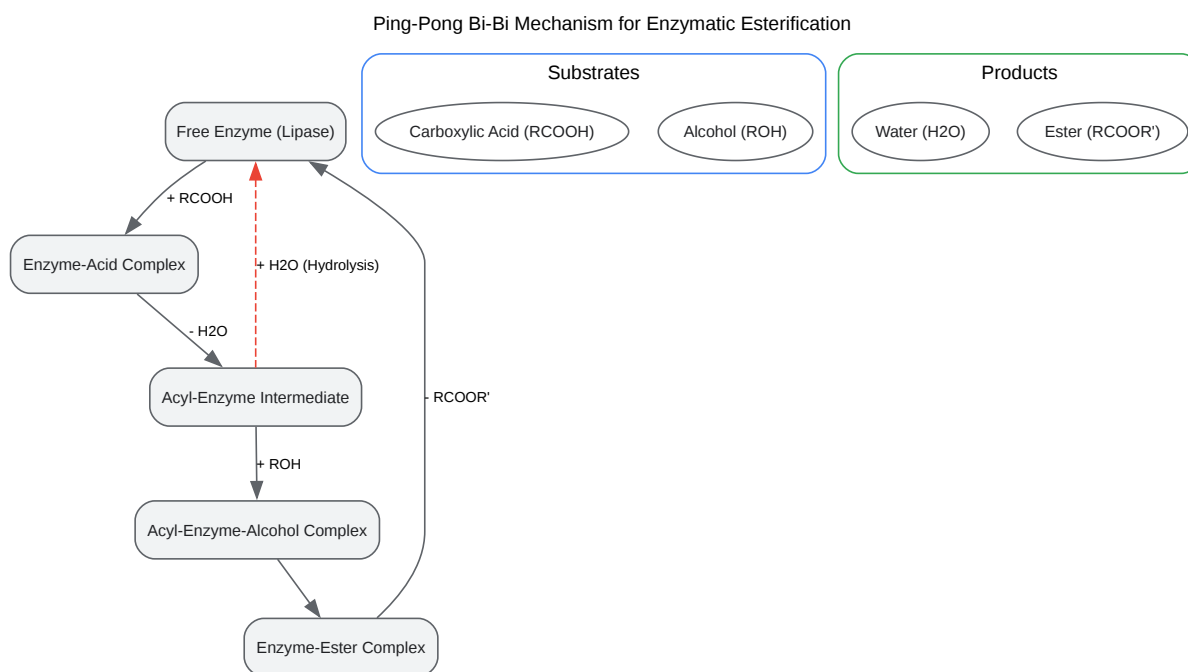 Ping-Pong Bi-Bi Mechanism for Enzymatic Esterification
Substrates
Products
Free Enzyme (Lipase)
Carboxylic Acid (RCOOH)
Alcohol (ROH)
Water (H2O)
Ester (RCOOR')
+ RCOOH
Enzyme-Acid Complex
+ H2O (Hydrolysis)
- H2O
Acyl-Enzyme Intermediate
- RCOOR'
+ ROH
Acyl-Enzyme-Alcohol Complex
Enzyme-Ester Complex